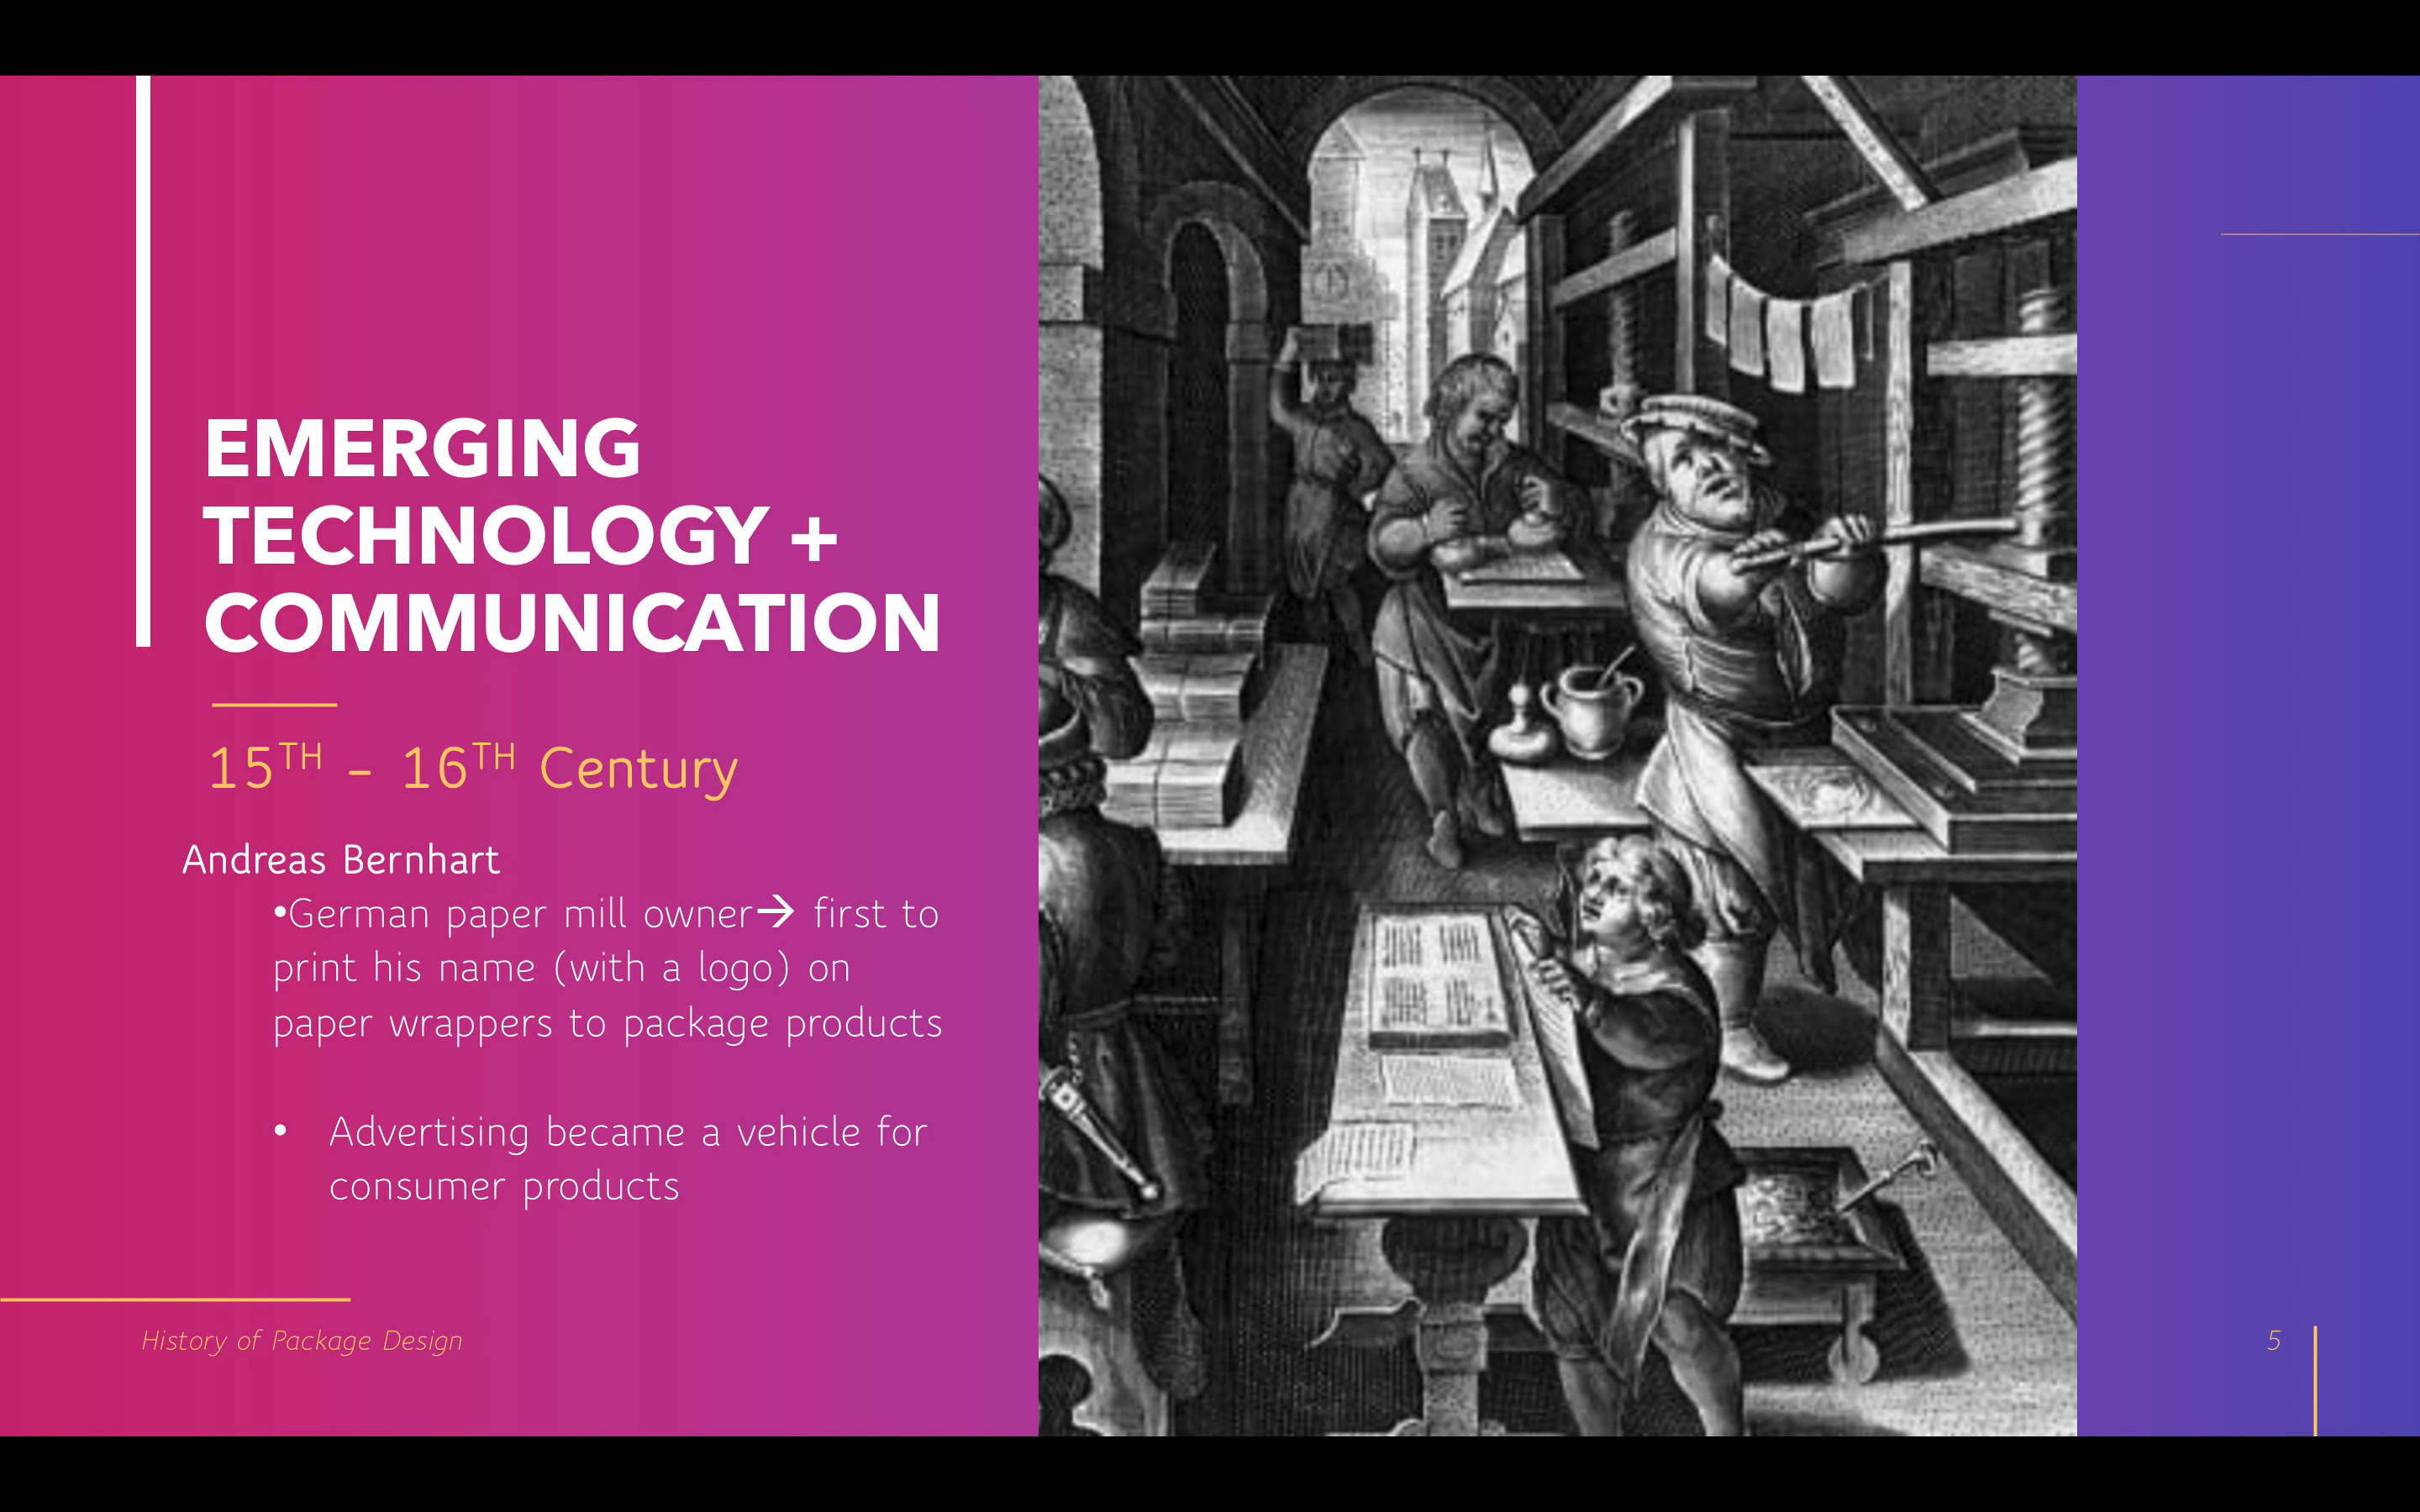 EMERGING
TECHNOLOGY +
COMMUNICATION
15TH – 16TH Century
Andreas Bernhart
•German paper mill owner→ first to
print his name (with a logo) on
paper wrappers to package products
• Advertising became a vehicle for
consumer products
History of Package Design
5